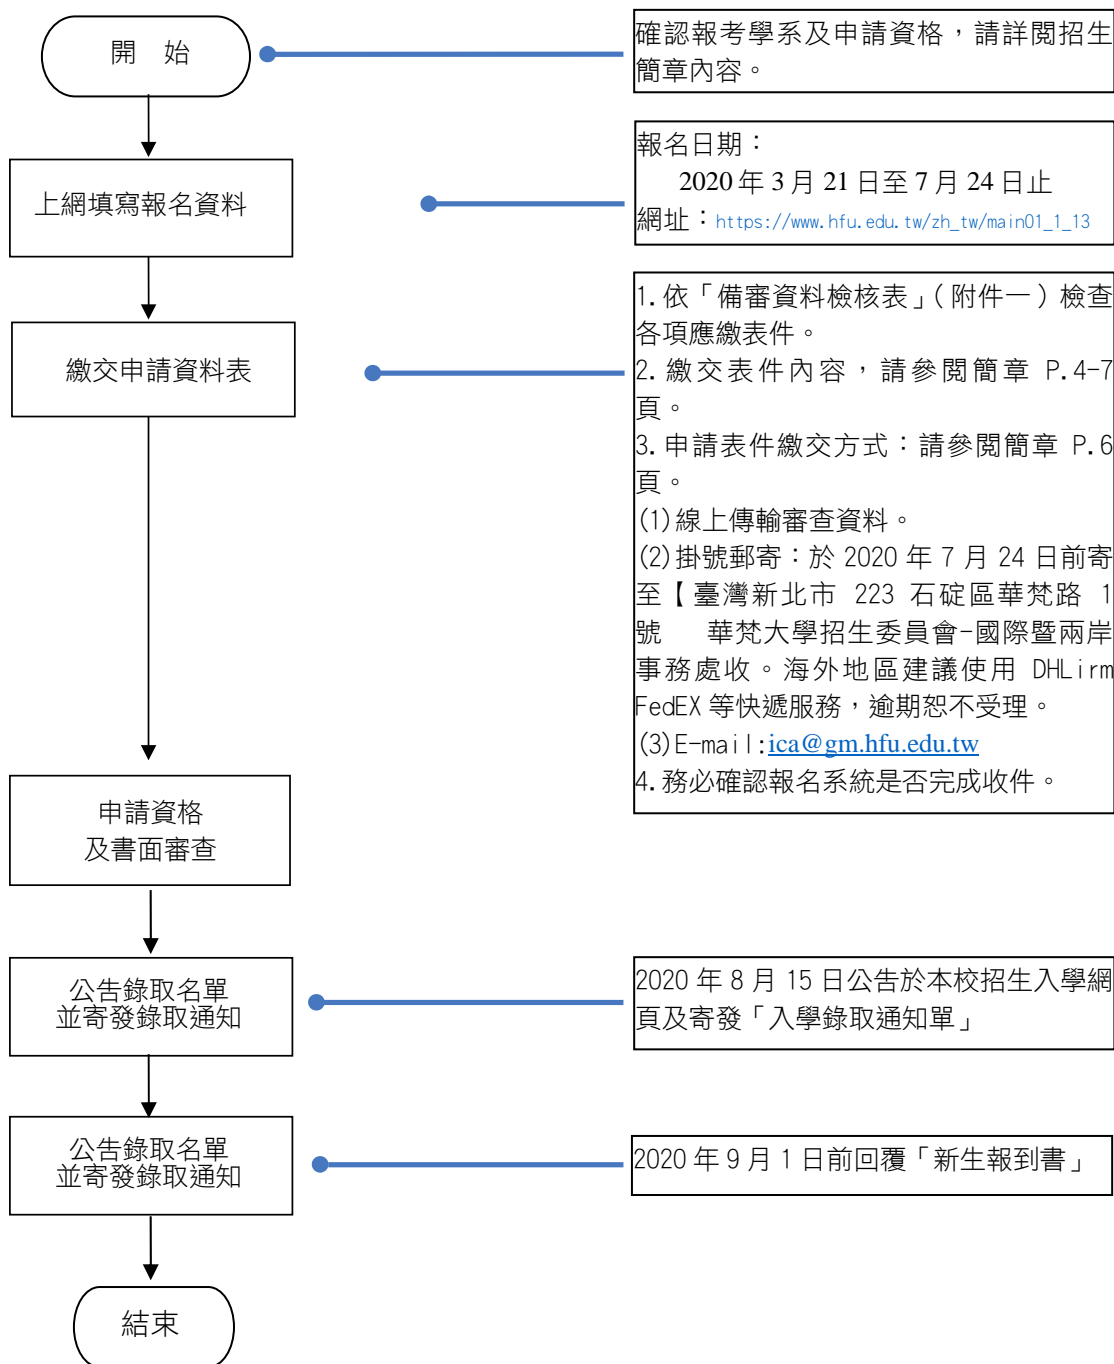 開　始
確認報考學系及申請資格，請詳閱招生
簡章內容。
上網填寫報名資料
報名日期：
2020 年 3 月 21 日至 7 月 24 日止
網址：https://www.hfu.edu.tw/zh_tw/main01_1_13
繳交申請資料表
1.依「備審資料檢核表」（附件一）檢查
各項應繳表件。
2.繳交表件內容，請參閱簡章 P.4-7
頁。
3.申請表件繳交方式：請參閱簡章 P.6
頁。
(1)線上傳輸審查資料。
(2)掛號郵寄：於 2020 年 7 月 24 日前寄
至【臺灣新北市 223 石碇區華梵路 1
號　華梵大學招生委員會-國際暨兩岸
事務處收。海外地區建議使用 DHLirm
FedEX 等快遞服務，逾期恕不受理。
(3)E-mail:ica@gm.hfu.edu.tw
4.務必確認報名系統是否完成收件。
申請資格
及書面審查
公告錄取名單
並寄發錄取通知
2020 年 8 月 15 日公告於本校招生入學網
頁及寄發「入學錄取通知單」
公告錄取名單
並寄發錄取通知
2020 年 9 月 1 日前回覆「新生報到書」
結束